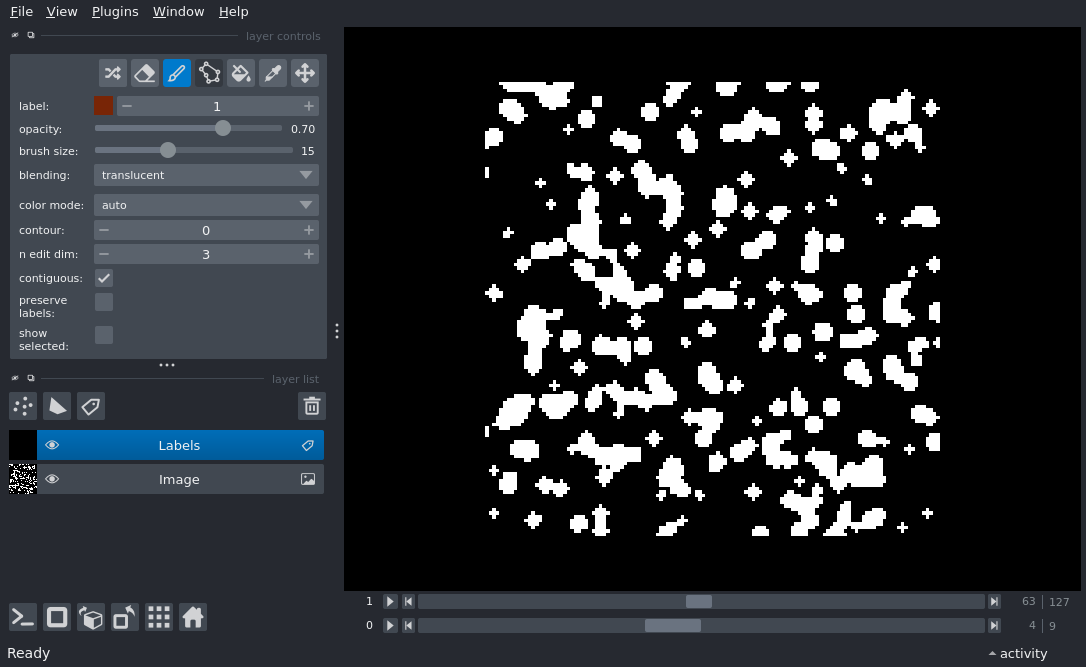 File View Plugins Window Help
layer controls
label: 1
opacity: 0.70
brush size: 15
blending: translucent
color mode: auto
contour: 0
n edit dim: 3
contiguous:
preserve
labels:
show
selected:
layer list
Labels
Image
1 63 127
0 4 9
Ready activity